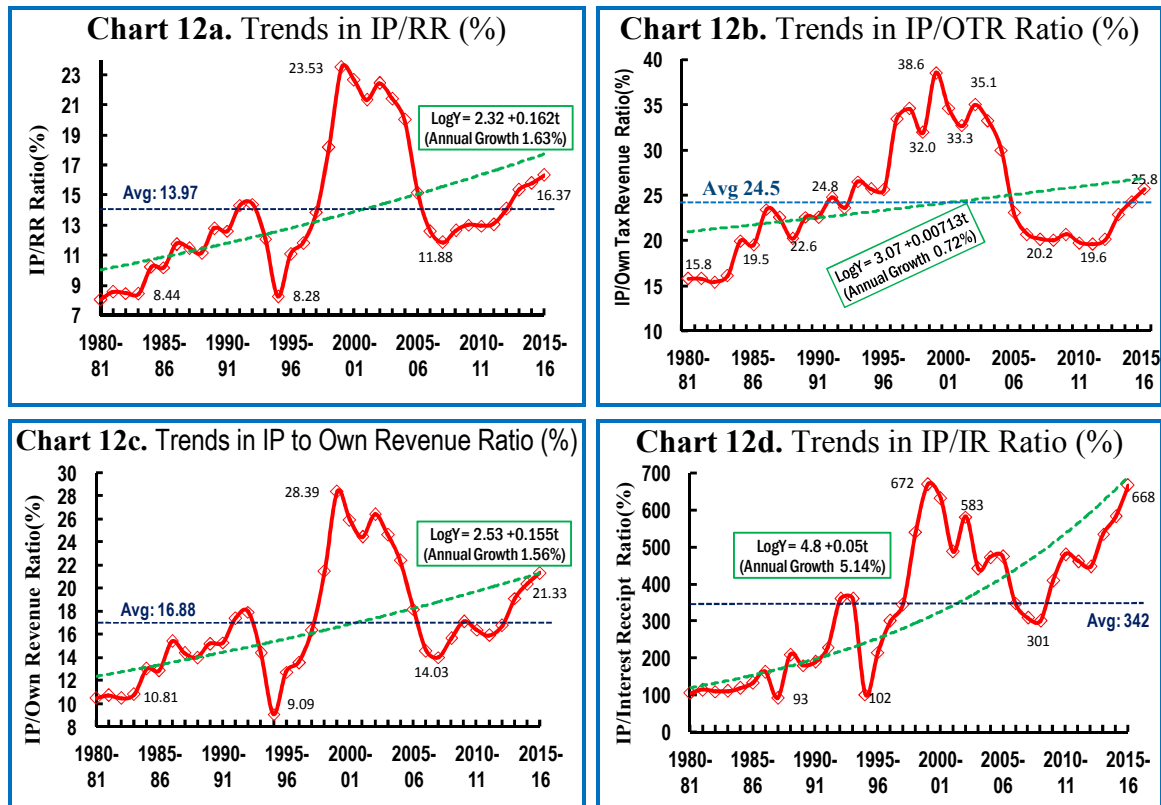 Chart 12a. Trends in IP/RR (%)
IP/RR Ratio(%)
23
21
19
17
15
13
11
9
7
23.53
LogY= 2.32 +0.162t
(Annual Growth 1.63%)
Avg: 13.97
16.37
11.88
8.44
8.28
1980- 1985- 1990- 1995- 2000- 2005- 2010- 2015-
81 86 91 96 01 06 11 16
Chart 12b. Trends in IP/OTR Ratio (%)
IP/Own Tax Revenue Ratio(%)
40
35
30
25
20
15
10
38.6
35.1
32.0
33.3
24.8
25.8
Avg 24.5
22.6
15.8
19.5
20.2
19.6
LogY= 3.07 +0.00713t
(Annual Growth 0.72%)
1980- 1985- 1990- 1995- 2000- 2005- 2010- 2015-
81 86 91 96 01 06 11 16
Chart 12c. Trends in IP to Own Revenue Ratio (%)
IP/Own Revenue Ratio(%)
30
28
26
24
22
20
18
16
14
12
10
8
28.39
LogY= 2.53 +0.155t
(Annual Growth 1.56%)
Avg: 16.88
21.33
14.03
10.81
9.09
1980- 1985- 1990- 1995- 2000- 2005- 2010- 2015-
81 86 91 96 01 06 11 16
Chart 12d. Trends in IP/IR Ratio (%)
IP/Interest Receipt Ratio(%)
700
600
500
400
300
200
100
0
672
583
668
LogY= 4.8 +0.05t
(Annual Growth 5.14%)
Avg: 342
301
93
102
1980- 1985- 1990- 1995- 2000- 2005- 2010- 2015-
81 86 91 96 01 06 11 16